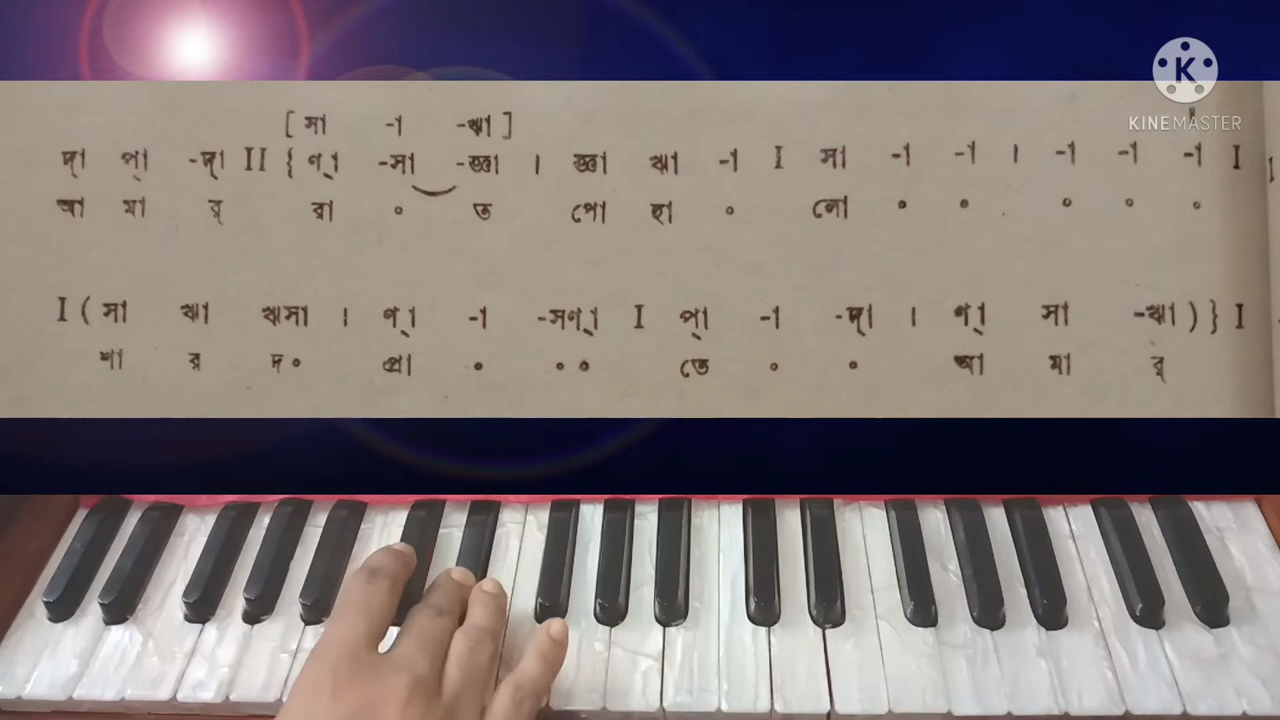 KINEMASTER
[ সা -া -ঋা ]
দ্া প্া -দ্া II { ণ্া -সা -জ্ঞা । জ্ঞা ঋা -া I সা -া -া । -া -া -া I
আ মা র্ রা ০ ত পো হা ০ লো ০ ০ ০ ০ ০
I ( সা ঋা ঋসা । ণ্া -া -সণ্া I প্া -া -দ্া । ণ্া সা -ঋা ) } I
শা র দ০ প্রা ০ ০০ তে ০ ০ আ মা র্